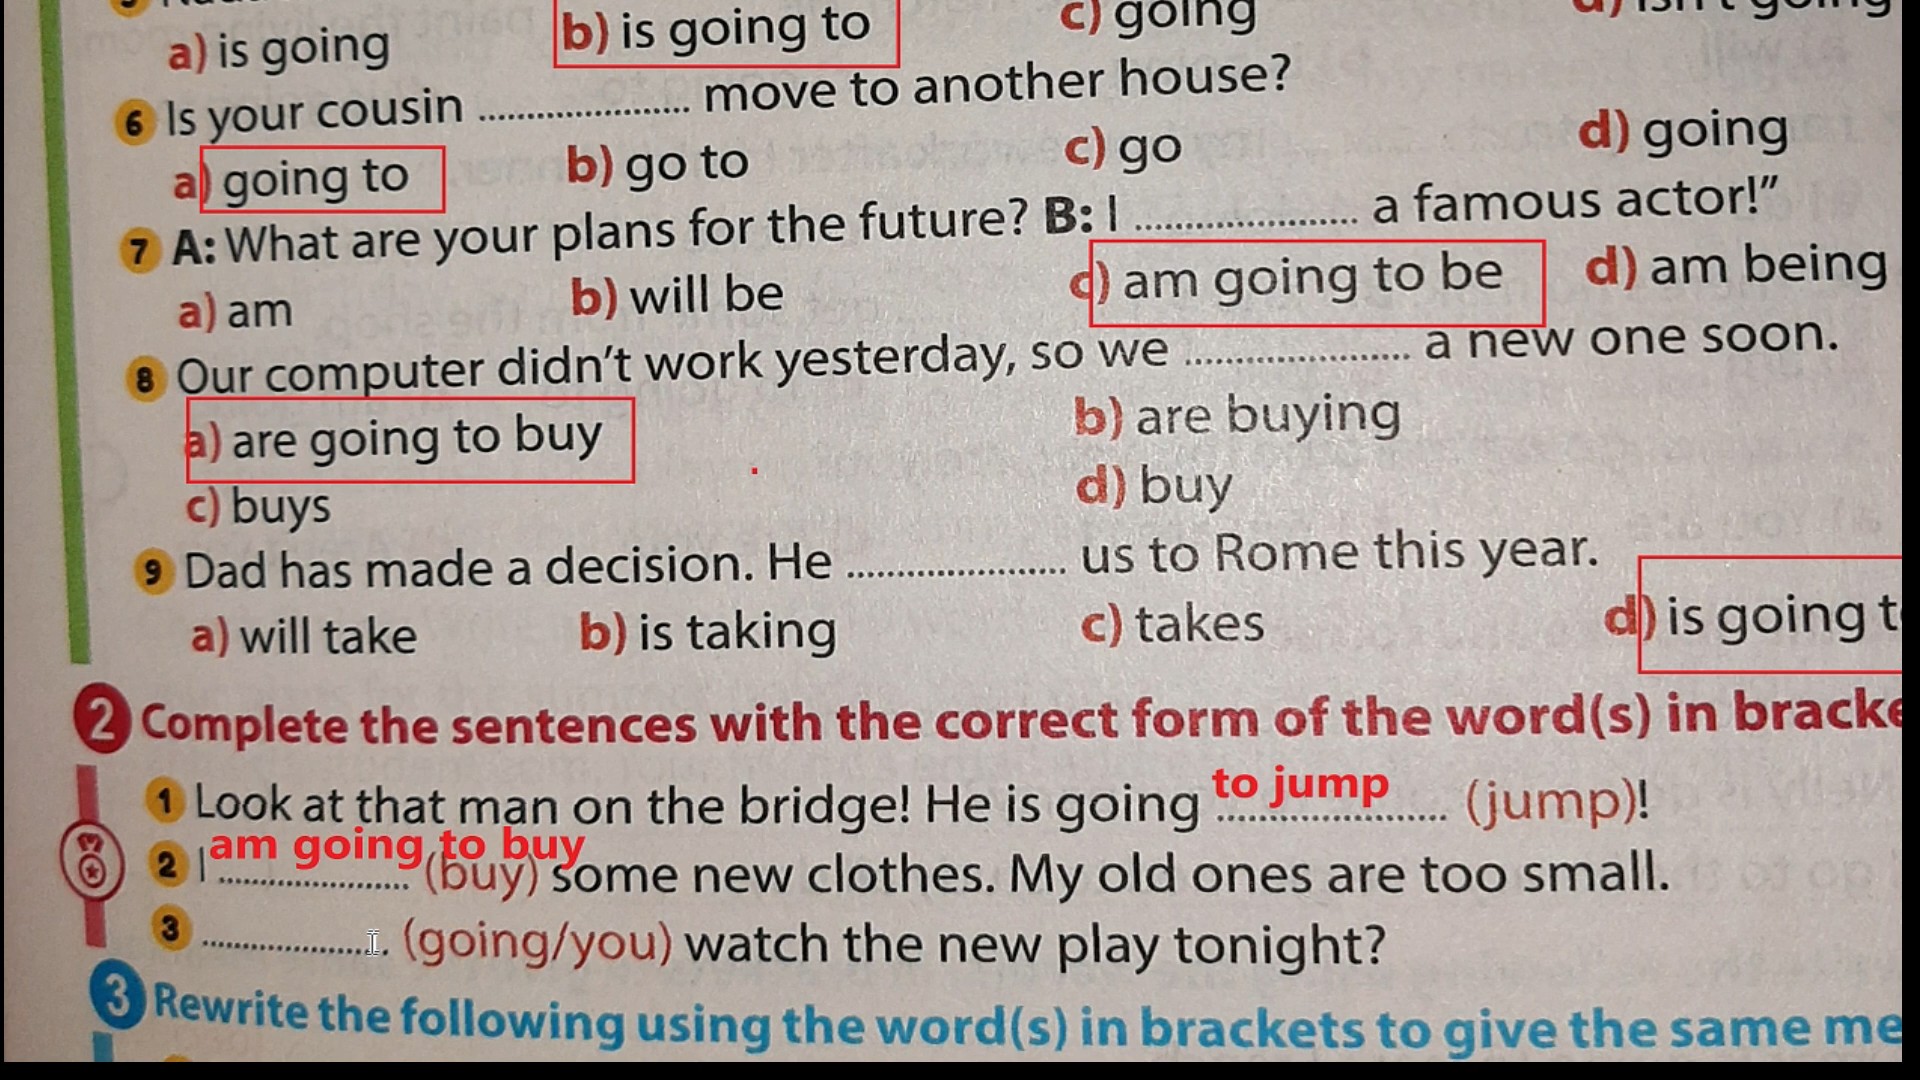 a) is going b) is going to c) going
6 Is your cousin ..................... move to another house?
a) going to b) go to c) go d) going
7 A: What are your plans for the future? B: I ...................... a famous actor!”
a) am b) will be c) am going to be d) am being
8 Our computer didn’t work yesterday, so we ...................... a new one soon.
a) are going to buy b) are buying
c) buys d) buy
9 Dad has made a decision. He ...................... us to Rome this year.
a) will take b) is taking c) takes d) is going
2 Complete the sentences with the correct form of the word(s) in
1 Look at that man on the bridge! He is going to jump ....................... (jump)!
2 I am going to buy ................... (buy) some new clothes. My old ones are too small.
3 ................... (going/you) watch the new play tonight?
3 Rewrite the following using the word(s) in brackets to give the same